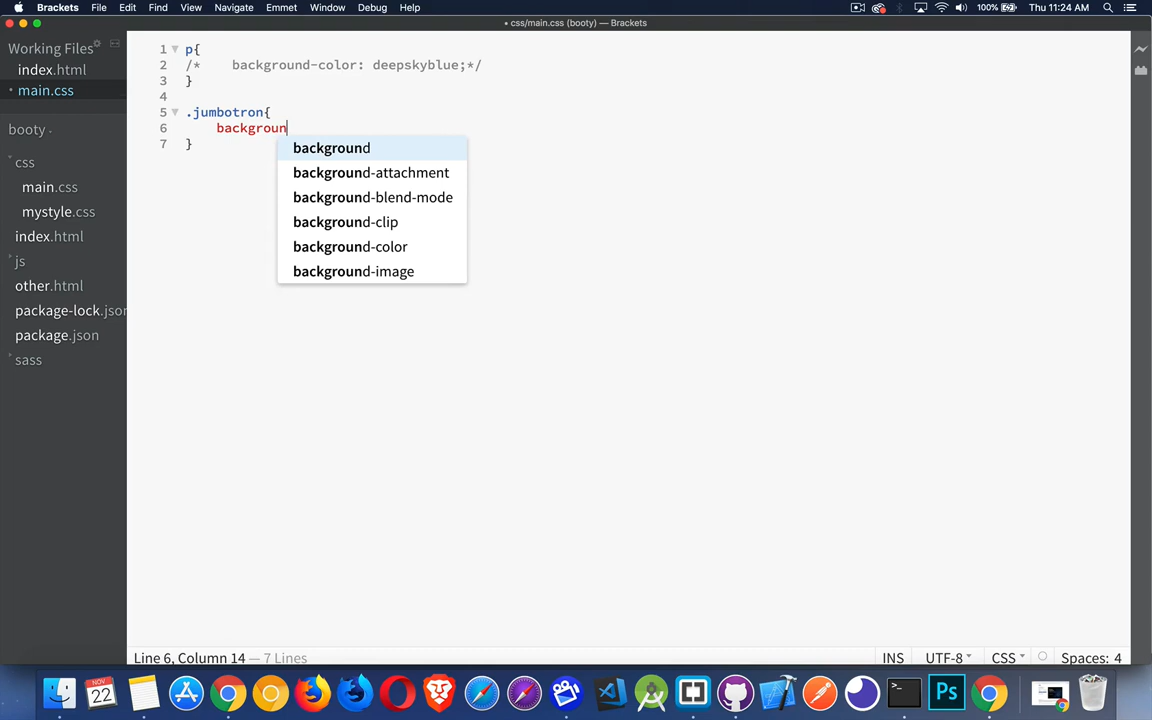 Brackets File Edit Find View Navigate Emmet Window Debug Help 100% Thu 11:24 AM
• css/main.css (booty) — Brackets
Working Files
index.html
• main.css
booty
css
main.css
mystyle.css
index.html
js
other.html
package-lock.json
package.json
sass
1 p{
2 /* background-color: deepskyblue;*/
3 }
4
5 .jumbotron{
6 backgroun
7 }
background
background-attachment
background-blend-mode
background-clip
background-color
background-image
Line 6, Column 14 — 7 Lines
INS UTF-8 CSS Spaces: 4
NOV
22
>_
Ps